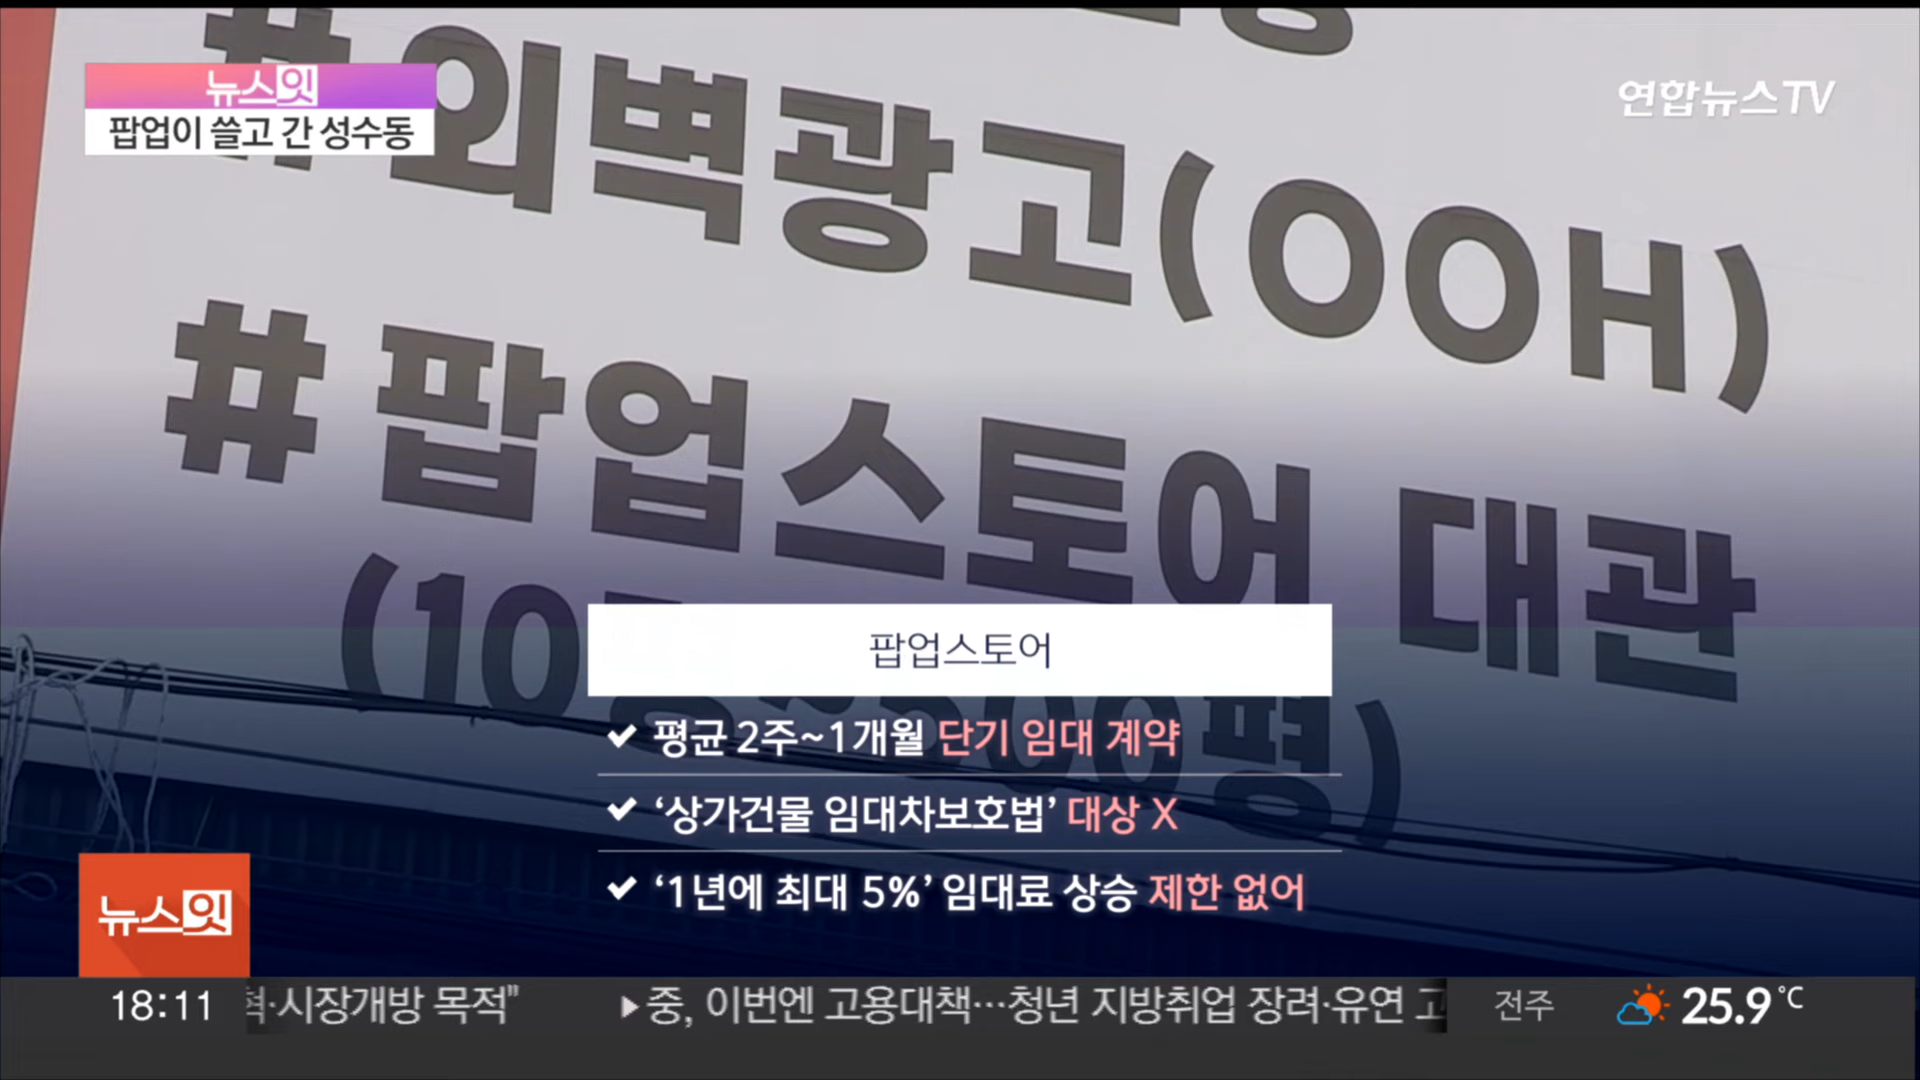 뉴스잇
팝업이 쓸고 간 성수동
연합뉴스TV
#외벽광고(OOH)
#팝업스토어 대관
팝업스토어
✔ 평균 2주~1개월 단기 임대 계약
✔ ‘상가건물 임대차보호법’ 대상 X
✔ ‘1년에 최대 5%’ 임대료 상승 제한 없어
뉴스잇
18:11 ·시장개방 목적” ▶중, 이번엔 고용대책…청년 지방취업 장려·유연 전주 25.9℃